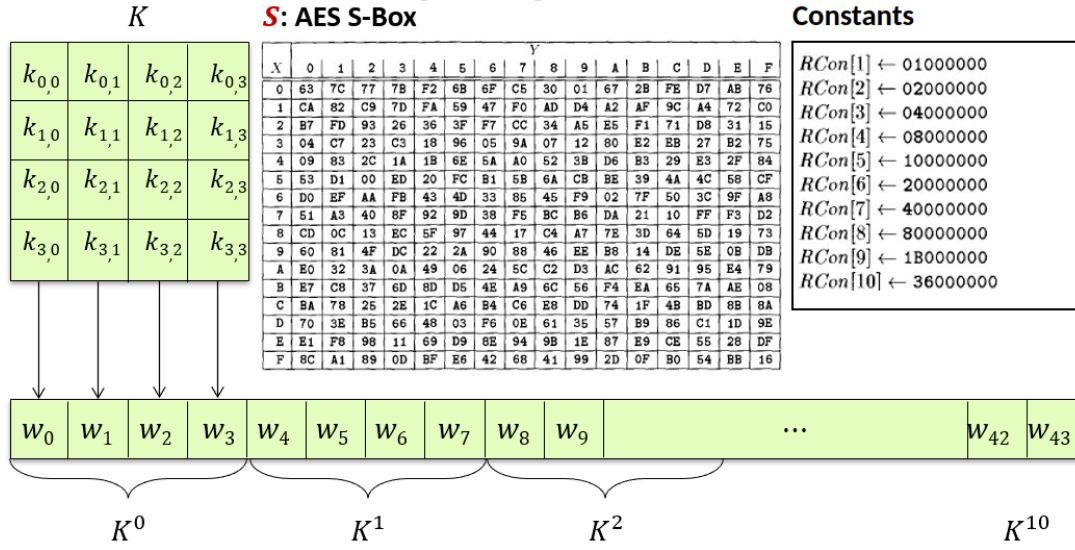 K
k0,0 k0,1 k0,2 k0,3
k1,0 k1,1 k1,2 k1,3
k2,0 k2,1 k2,2 k2,3
k3,0 k3,1 k3,2 k3,3
S: AES S-Box
Y
X 0 1 2 3 4 5 6 7 8 9 A B C D E F
0 63 7C 77 7B F2 6B 6F C5 30 01 67 2B FE D7 AB 76
1 CA 82 C9 7D FA 59 47 F0 AD D4 A2 AF 9C A4 72 C0
2 B7 FD 93 26 36 3F F7 CC 34 A5 E5 F1 71 D8 31 15
3 04 C7 23 C3 18 96 05 9A 07 12 80 E2 EB 27 B2 75
4 09 83 2C 1A 1B 6E 5A A0 52 3B D6 B3 29 E3 2F 84
5 53 D1 00 ED 20 FC B1 5B 6A CB BE 39 4A 4C 58 CF
6 D0 EF AA FB 43 4D 33 85 45 F9 02 7F 50 3C 9F A8
7 51 A3 40 8F 92 9D 38 F5 BC B6 DA 21 10 FF F3 D2
8 CD 0C 13 EC 5F 97 44 17 C4 A7 7E 3D 64 5D 19 73
9 60 81 4F DC 22 2A 90 88 46 EE B8 14 DE 5E 0B DB
A E0 32 3A 0A 49 06 24 5C C2 D3 AC 62 91 95 E4 79
B E7 C8 37 6D 8D D5 4E A9 6C 56 F4 EA 65 7A AE 08
C BA 78 25 2E 1C A6 B4 C6 E8 DD 74 1F 4B BD 8B 8A
D 70 3E B5 66 48 03 F6 0E 61 35 57 B9 86 C1 1D 9E
E E1 F8 98 11 69 D9 8E 94 9B 1E 87 E9 CE 55 28 DF
F 8C A1 89 0D BF E6 42 68 41 99 2D 0F B0 54 BB 16
Constants
RCon[1] ← 01000000
RCon[2] ← 02000000
RCon[3] ← 04000000
RCon[4] ← 08000000
RCon[5] ← 10000000
RCon[6] ← 20000000
RCon[7] ← 40000000
RCon[8] ← 80000000
RCon[9] ← 1B000000
RCon[10] ← 36000000
w0 w1 w2 w3 w4 w5 w6 w7 w8 w9 ... w42 w43
K⁰ K¹ K² K¹⁰